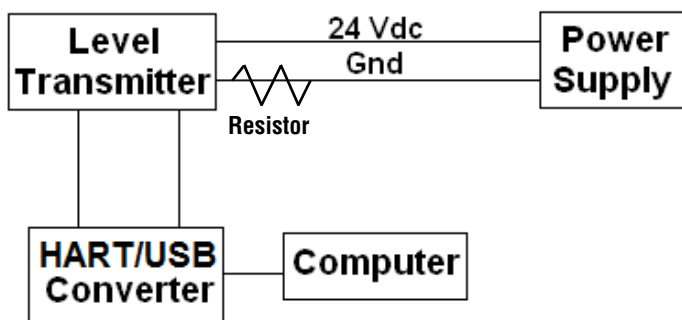 Level
Transmitter
24 Vdc
Gnd
Resistor
Power
Supply
HART/USB
Converter
Computer